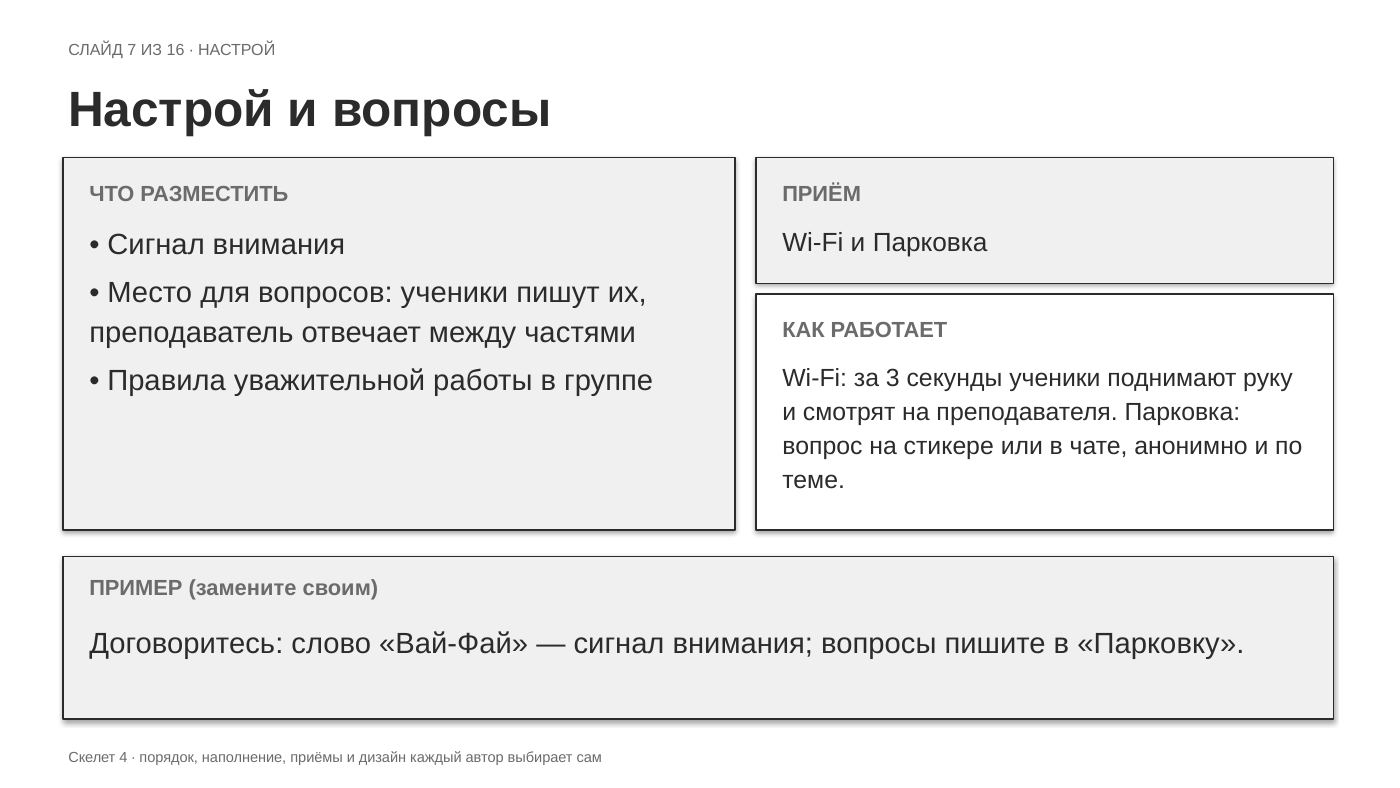 СЛАЙД 7 ИЗ 16 · НАСТРОЙ
Настрой и вопросы
ЧТО РАЗМЕСТИТЬ
• Сигнал внимания
• Место для вопросов: ученики пишут их,
преподаватель отвечает между частями
• Правила уважительной работы в группе
ПРИЁМ
Wi-Fi и Парковка
КАК РАБОТАЕТ
Wi-Fi: за 3 секунды ученики поднимают руку
и смотрят на преподавателя. Парковка:
вопрос на стикере или в чате, анонимно и по
теме.
ПРИМЕР (замените своим)
Договоритесь: слово «Вай-Фай» — сигнал внимания; вопросы пишите в «Парковку».
Скелет 4 · порядок, наполнение, приёмы и дизайн каждый автор выбирает сам